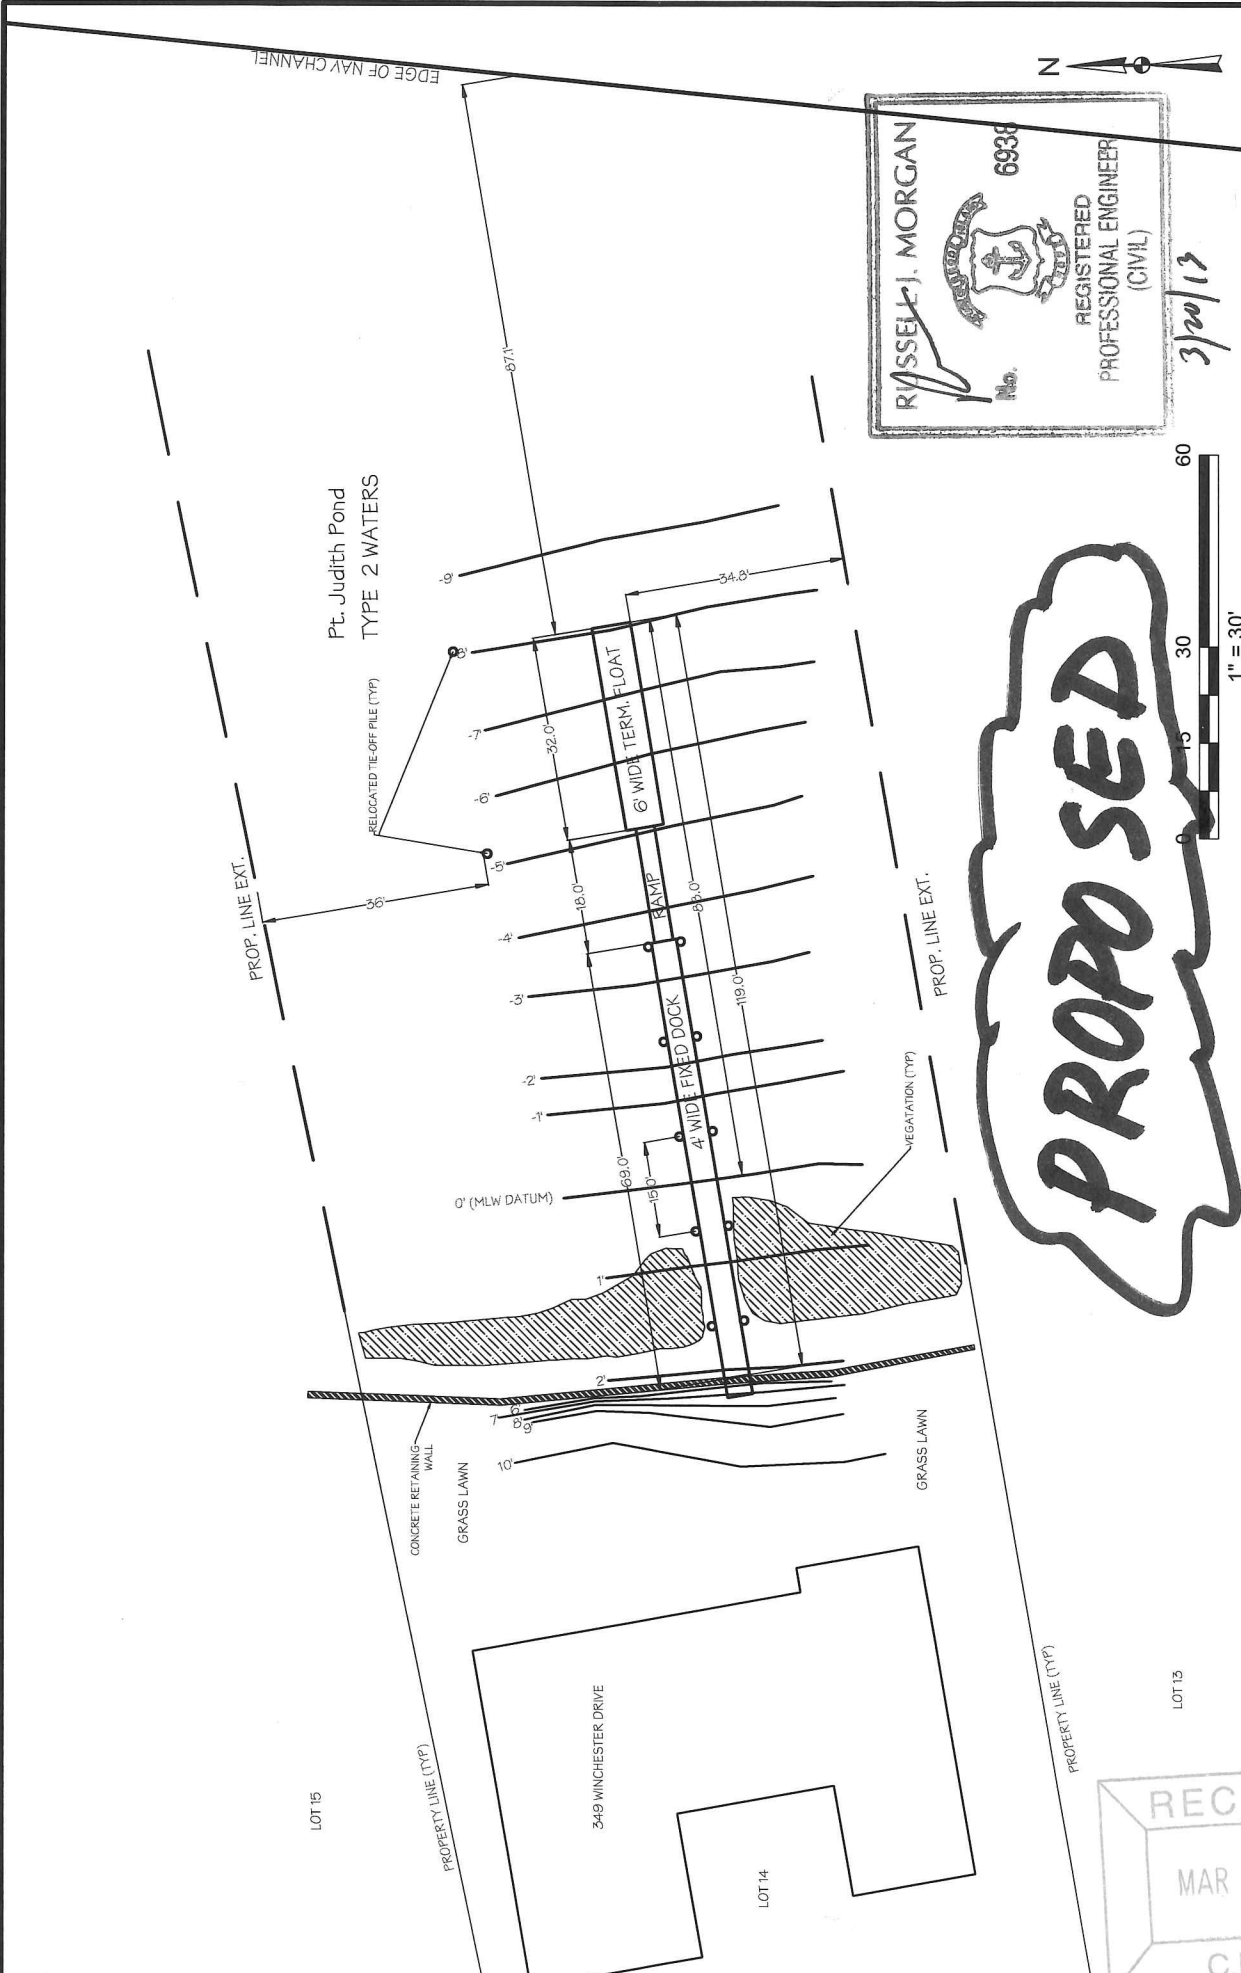 EDGE OF NAV CHANNEL
N
RUSSELL J. MORGAN
No. 6938
REGISTERED
PROFESSIONAL ENGINEER
(CIVIL)
3/20/13
Pt. Judith Pond
TYPE 2 WATERS
RELOCATED TIE-OFF PILE (TYP)
PROP. LINE EXT.
36'
87.1'
34.8'
32.0'
18.0'
88.0'
119.0'
69.0'
15.0'
6' WIDE TERM. FLOAT
RAMP
4' WIDE FIXED DOCK
-9'
8'
-7'
-6'
-5'
-4'
-3'
-2'
-1'
0' (MLW DATUM)
1'
2'
6'
7'
8'
9'
10'
PROP. LINE EXT.
VEGATATION (TYP)
CONCRETE RETAINING
WALL
GRASS LAWN
GRASS LAWN
349 WINCHESTER DRIVE
LOT 15
LOT 14
LOT 13
PROPERTY LINE (TYP)
PROPERTY LINE (TYP)
PROPOSED
0 15 30 60
1" = 30'
REC
MAR